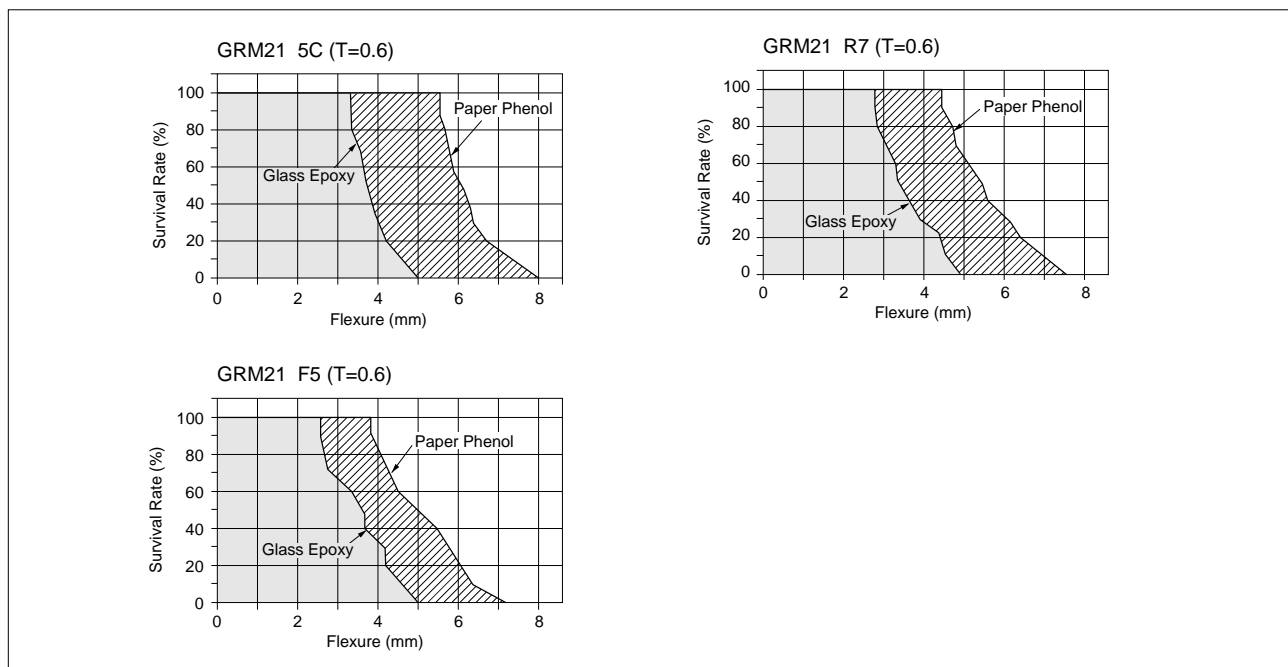 GRM21 5C (T=0.6)
Survival Rate (%)
100
80
60
40
20
0
Paper Phenol
Glass Epoxy
0 2 4 6 8
Flexure (mm)
GRM21 R7 (T=0.6)
Survival Rate (%)
100
80
60
40
20
0
Paper Phenol
Glass Epoxy
0 2 4 6 8
Flexure (mm)
GRM21 F5 (T=0.6)
Survival Rate (%)
100
80
60
40
20
0
Paper Phenol
Glass Epoxy
0 2 4 6 8
Flexure (mm)